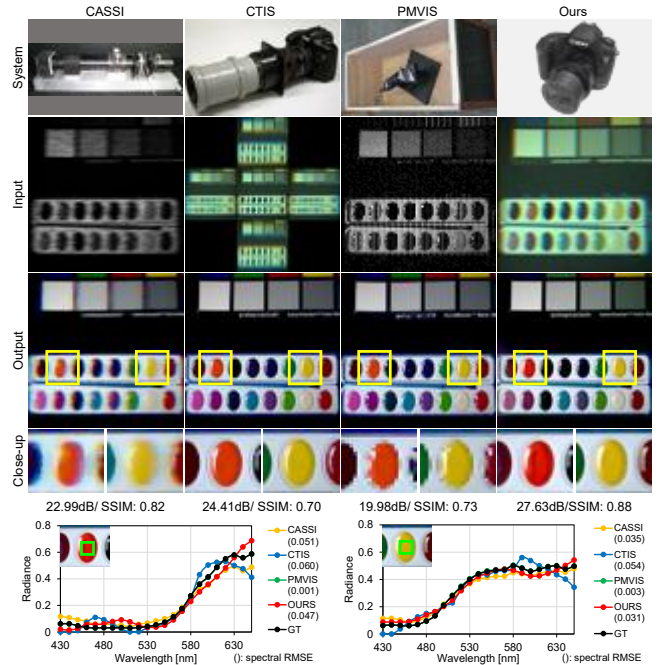 CASSI CTIS PMVIS Ours
System
Input
Output
Close-up
22.99dB/ SSIM: 0.82 24.41dB/ SSIM: 0.70 19.98dB/ SSIM: 0.73 27.63dB/ SSIM: 0.88
Radiance
0.8
0.6
0.4
0.2
0
430 480 530 580 630
Wavelength [nm] (): spectral RMSE
CASSI
(0.051)
CTIS
(0.060)
PMVIS
(0.001)
OURS
(0.047)
GT
Radiance
0.8
0.6
0.4
0.2
0
430 480 530 580 630
Wavelength [nm] (): spectral RMSE
CASSI
(0.035)
CTIS
(0.054)
PMVIS
(0.003)
OURS
(0.031)
GT